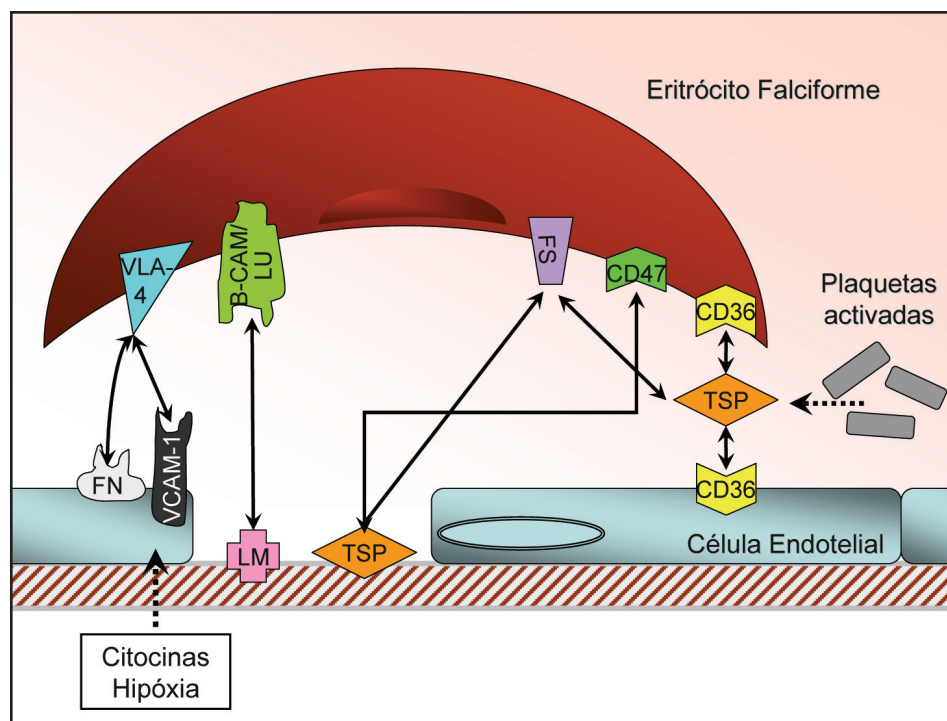 Eritrócito Falciforme
VLA-
4
B-CAM/
LU
FS
CD47
CD36
Plaquetas
activadas
TSP
FN
VCAM-1
CD36
LM
TSP
Célula Endotelial
Citocinas
Hipóxia